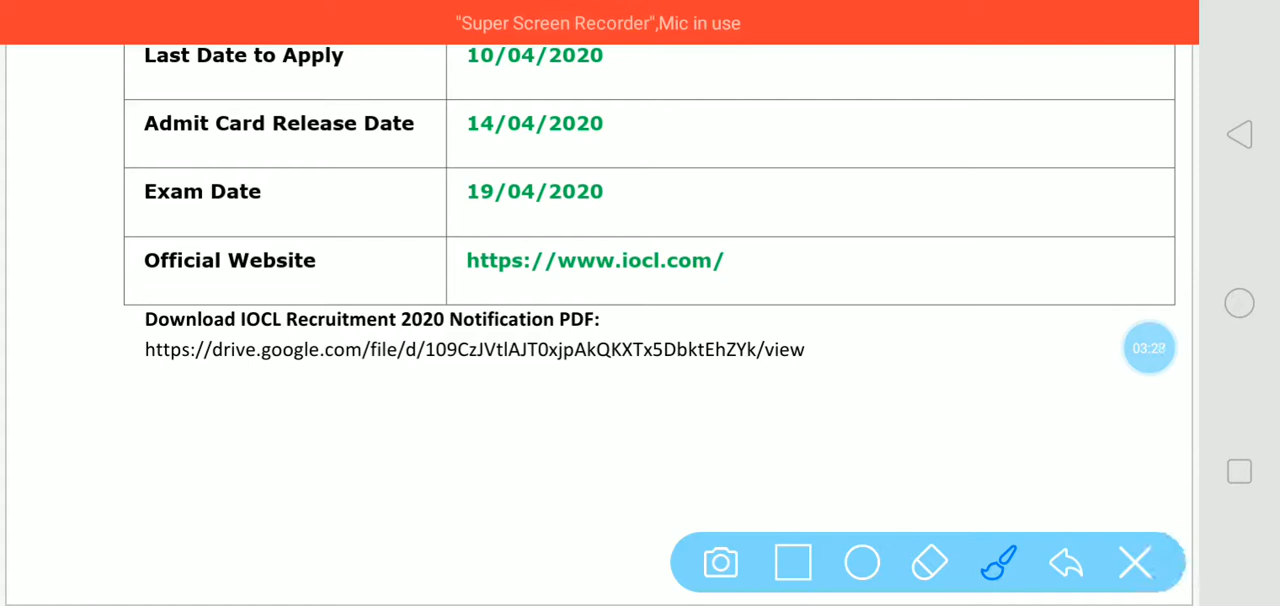 "Super Screen Recorder",Mic in use
Last Date to Apply 10/04/2020
Admit Card Release Date 14/04/2020
Exam Date 19/04/2020
Official Website https://www.iocl.com/
Download IOCL Recruitment 2020 Notification PDF:
https://drive.google.com/file/d/109CzJVtlAJT0xjpAkQKXTx5DbktEhZYk/view
03:28